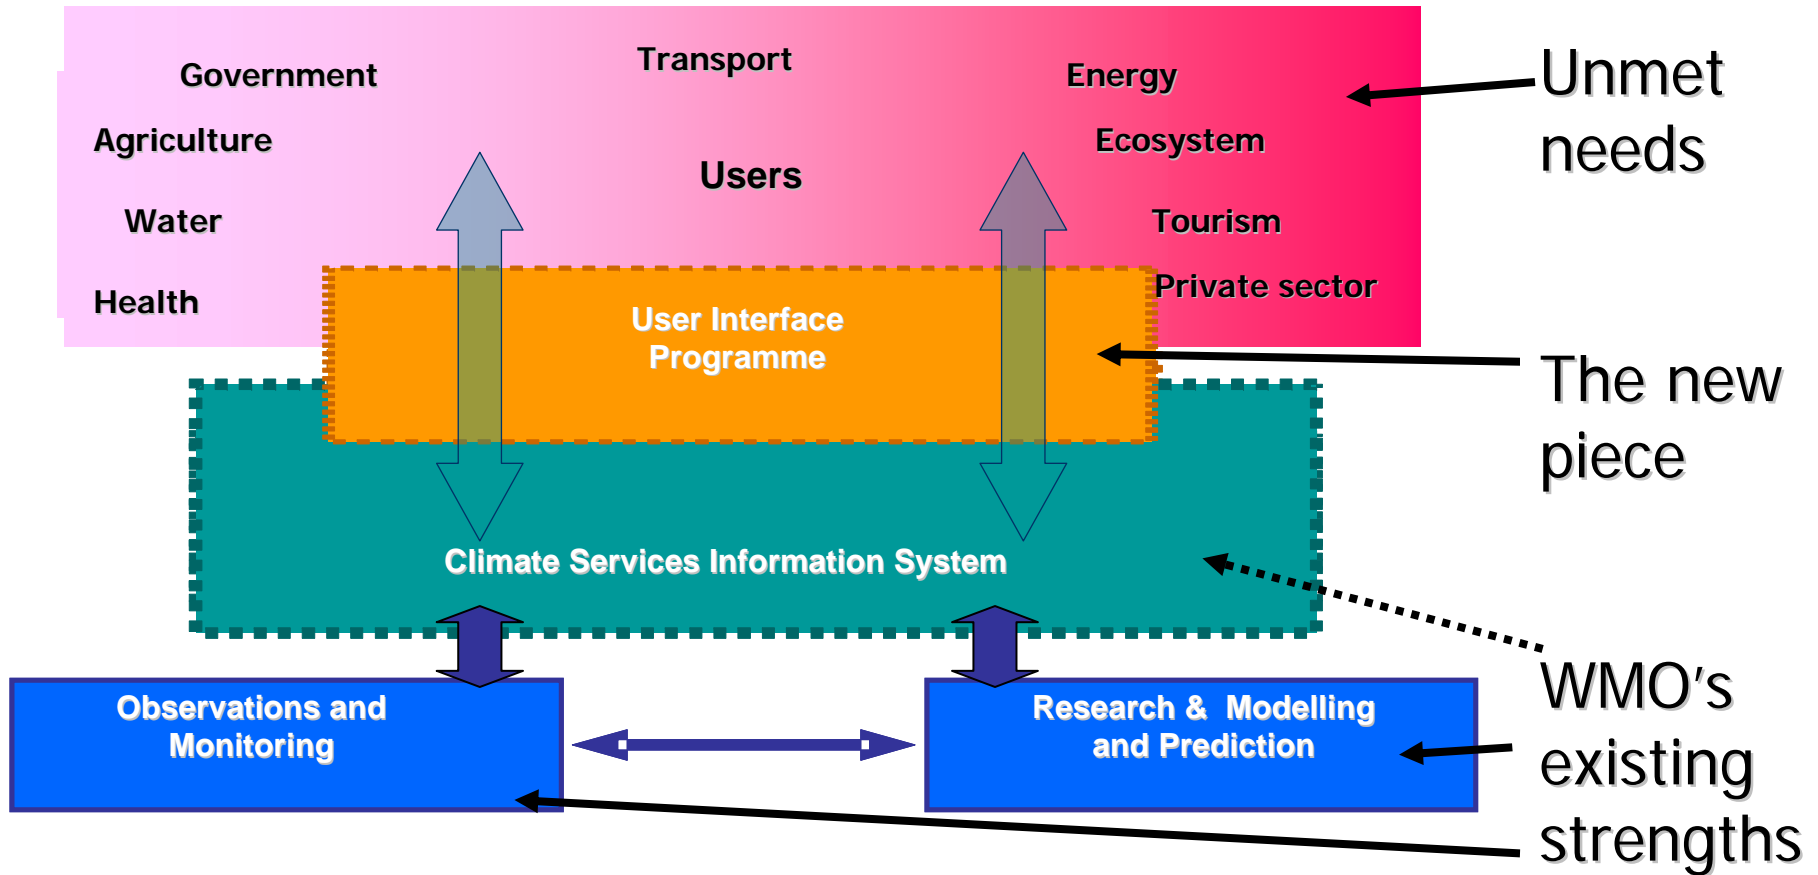 Government
Transport
Energy
Agriculture
Ecosystem
Users
Water
Tourism
Health
Private sector
User Interface
Programme
Climate Services Information System
Observations and
Monitoring
Research & Modelling
and Prediction
Unmet
needs
The new
piece
WMO's
existing
strengths